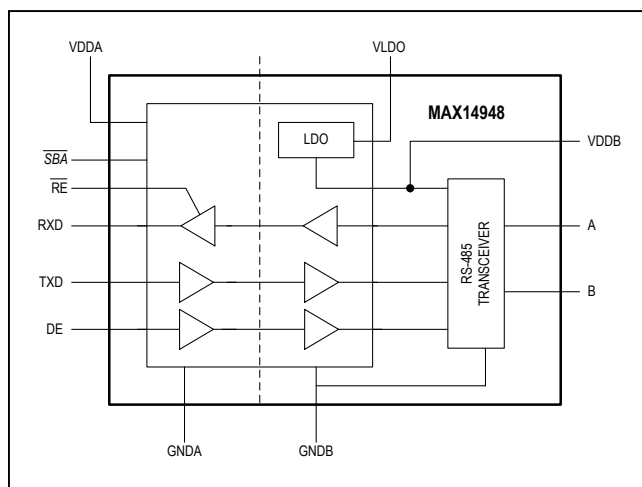 VDDA
VLDO
MAX14948
LDO
VDDB
SBA
RE
RXD
A
RS-485
TRANSCEIVER
TXD
B
DE
GNDA
GNDB